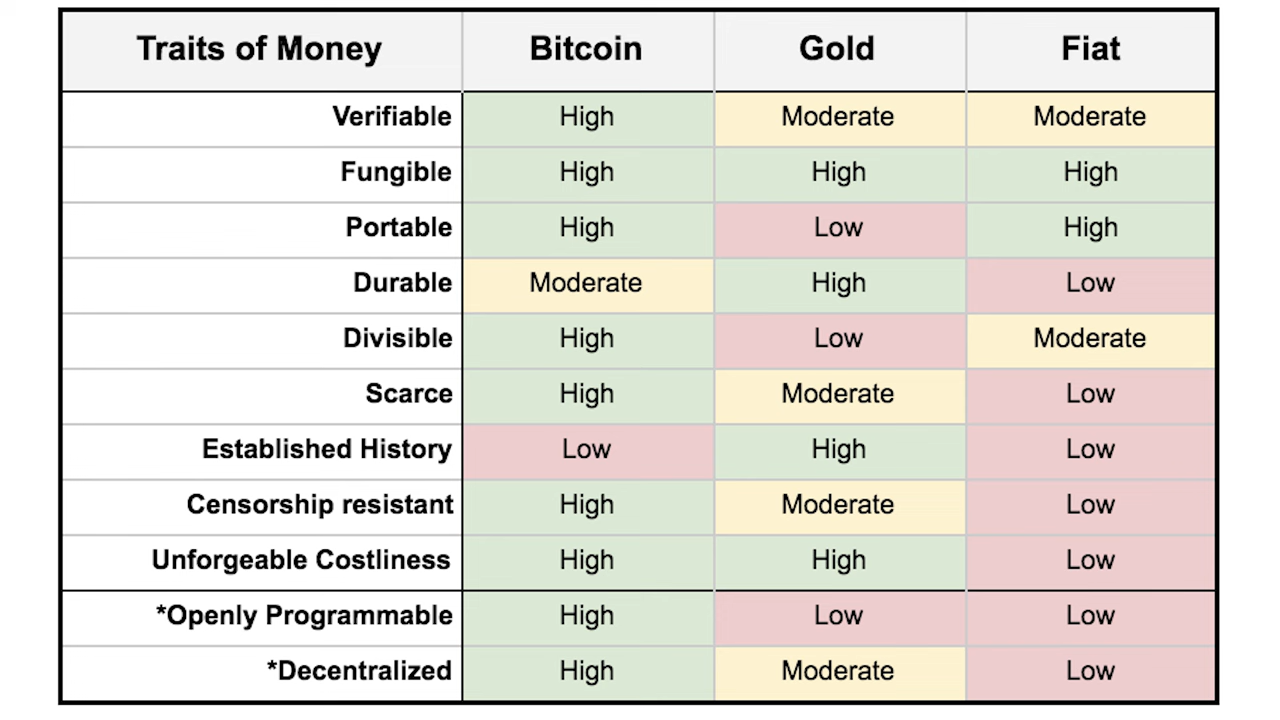 Traits of Money Bitcoin Gold Fiat
Verifiable High Moderate Moderate
Fungible High High High
Portable High Low High
Durable Moderate High Low
Divisible High Low Moderate
Scarce High Moderate Low
Established History Low High Low
Censorship resistant High Moderate Low
Unforgeable Costliness High High Low
*Openly Programmable High Low Low
*Decentralized High Moderate Low